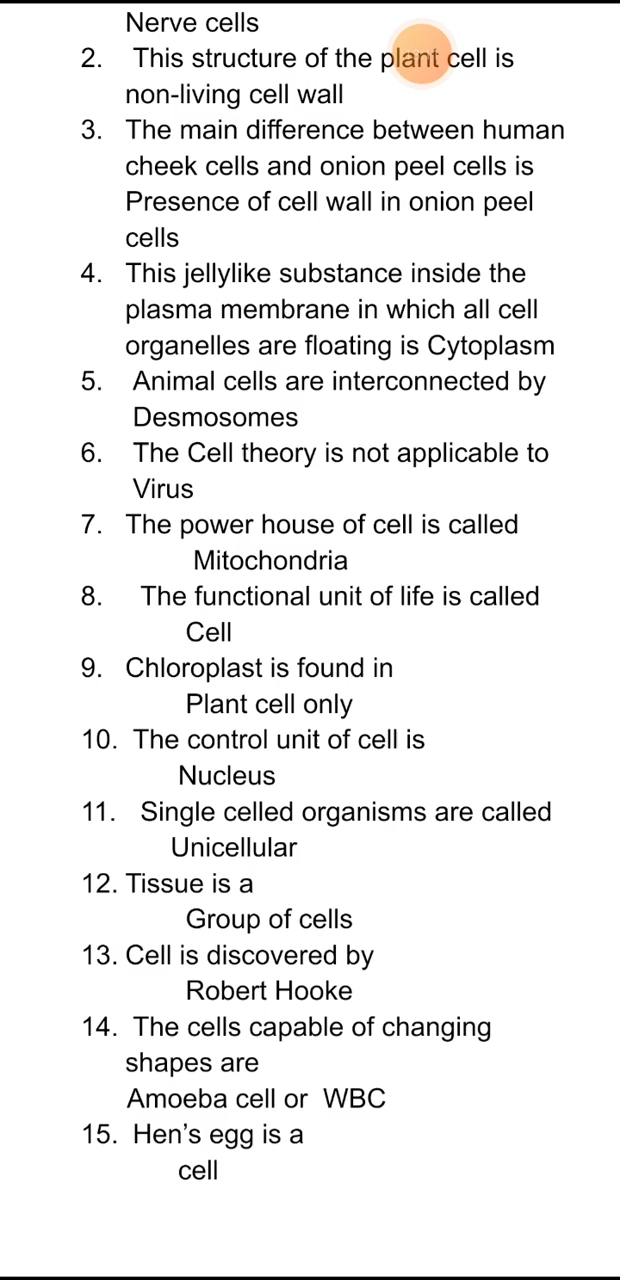 Nerve cells
2. This structure of the plant cell is
non-living cell wall
3. The main difference between human
cheek cells and onion peel cells is
Presence of cell wall in onion peel
cells
4. This jellylike substance inside the
plasma membrane in which all cell
organelles are floating is Cytoplasm
5. Animal cells are interconnected by
Desmosomes
6. The Cell theory is not applicable to
Virus
7. The power house of cell is called
Mitochondria
8. The functional unit of life is called
Cell
9. Chloroplast is found in
Plant cell only
10. The control unit of cell is
Nucleus
11. Single celled organisms are called
Unicellular
12. Tissue is a
Group of cells
13. Cell is discovered by
Robert Hooke
14. The cells capable of changing
shapes are
Amoeba cell or WBC
15. Hen’s egg is a
cell